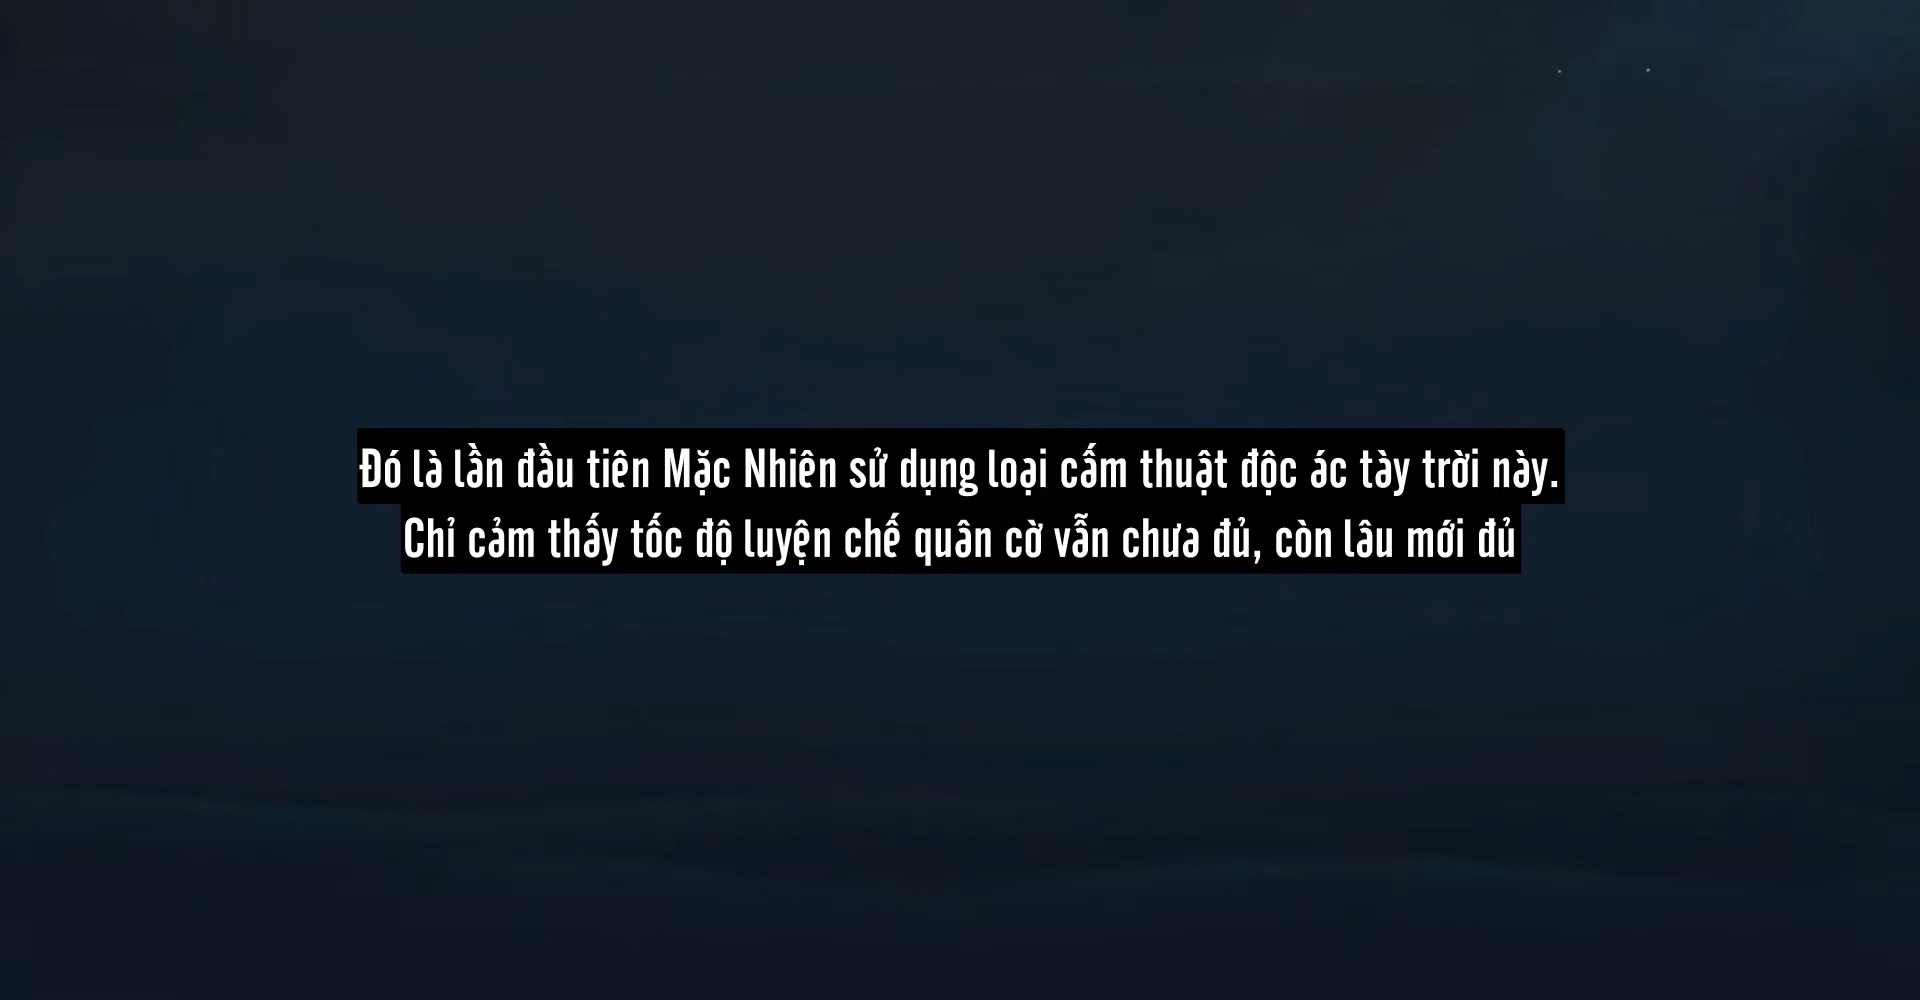 Đó là lần đầu tiên Mặc Nhiên sử dụng loại cấm thuật độc ác tày trời này.
Chỉ cảm thấy tốc độ luyện chế quân cờ vẫn chưa đủ, còn lâu mới đủ